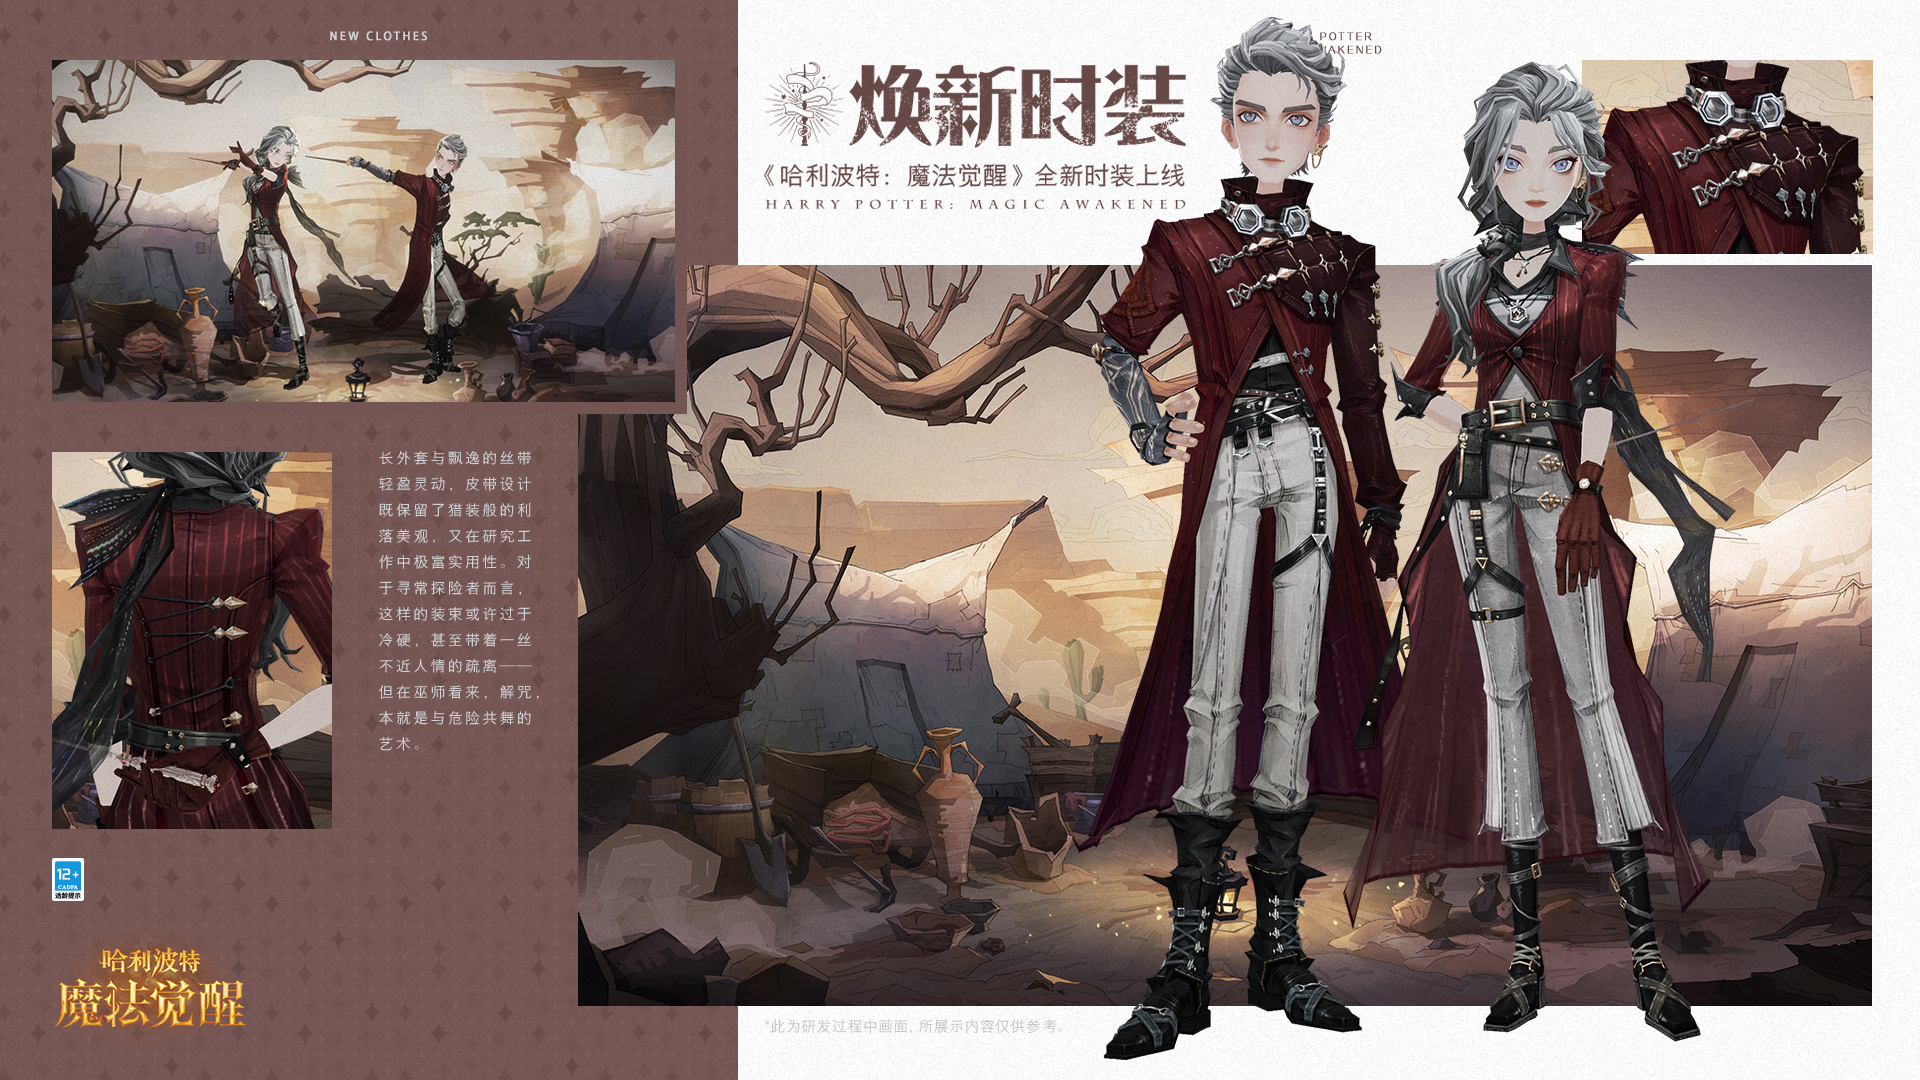 NEW CLOTHES
POTTER
AKENED
焕新时装
《哈利波特：魔法觉醒》全新时装上线
HARRY POTTER: MAGIC AWAKENED
长外套与飘逸的丝带
轻盈灵动，皮带设计
既保留了猎装般的利
落美观，又在研究工
作中极富实用性。对
于寻常探险者而言，
这样的装束或许过于
冷硬，甚至带着一丝
不近人情的疏离——
但在巫师看来，解咒，
本就是与危险共舞的
艺术。
12+
CADPA
适龄提示
哈利波特
魔法觉醒
*此为研发过程中画面，所展示内容仅供参考。